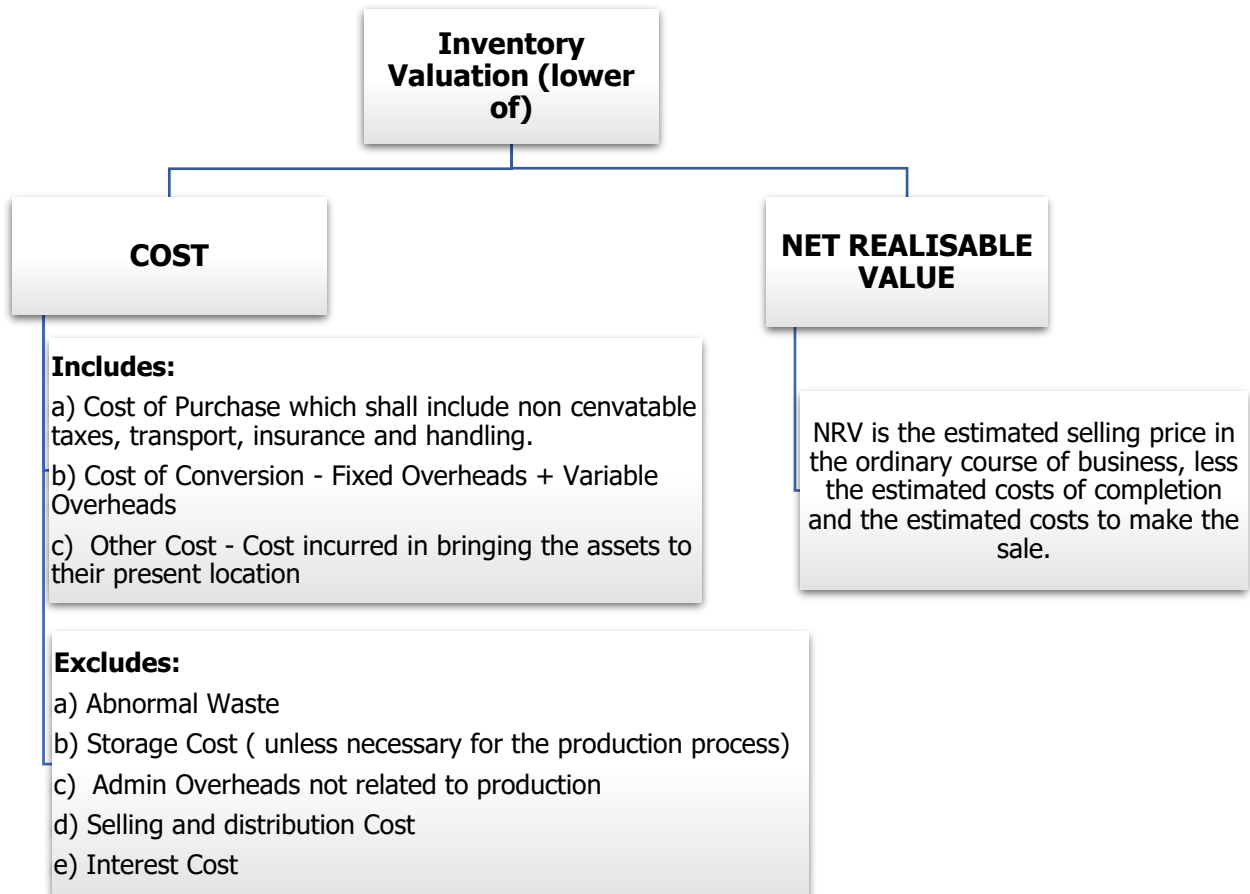 Inventory
Valuation (lower
of)
COST
NET REALISABLE
VALUE
Includes:
a) Cost of Purchase which shall include non cenvatable
taxes, transport, insurance and handling.
b) Cost of Conversion - Fixed Overheads + Variable
Overheads
c) Other Cost - Cost incurred in bringing the assets to
their present location
NRV is the estimated selling price in
the ordinary course of business, less
the estimated costs of completion
and the estimated costs to make the
sale.
Excludes:
a) Abnormal Waste
b) Storage Cost ( unless necessary for the production process)
c) Admin Overheads not related to production
d) Selling and distribution Cost
e) Interest Cost